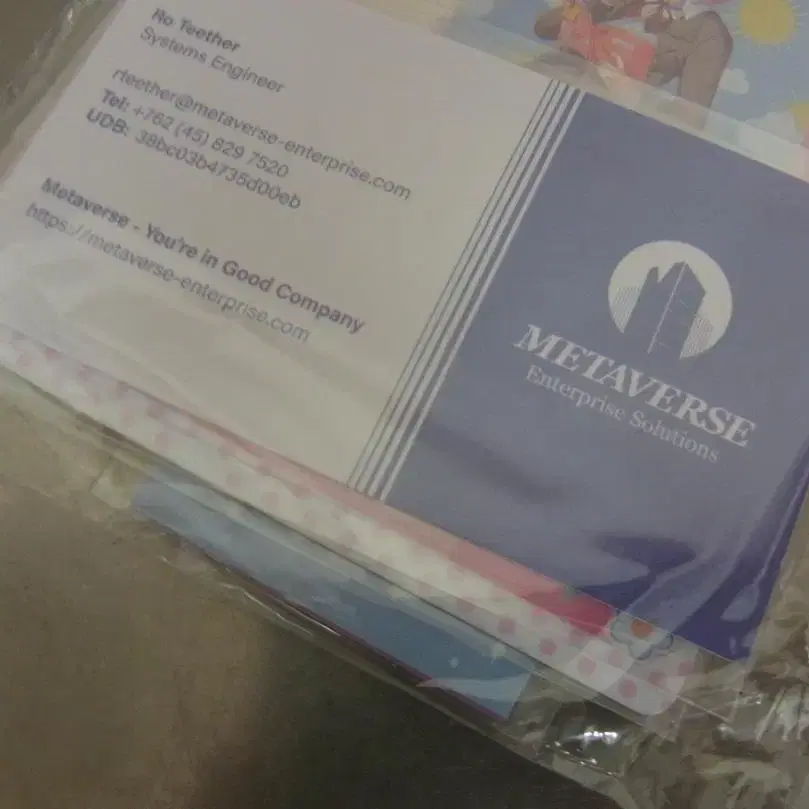 Ro Teether
Systems Engineer
rteether@metaverse-enterprise.com
Tel: +762 (45) 829 7520
UDB: 38bc03b4735d00eb
Metaverse - You're in Good Company
https://metaverse-enterprise.com
METAVERSE
Enterprise Solutions